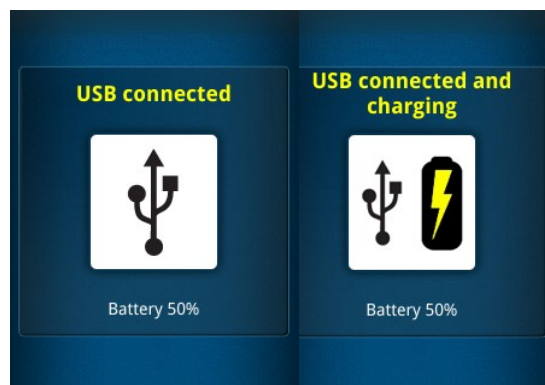 USB connected
Battery 50%
USB connected and
charging
Battery 50%